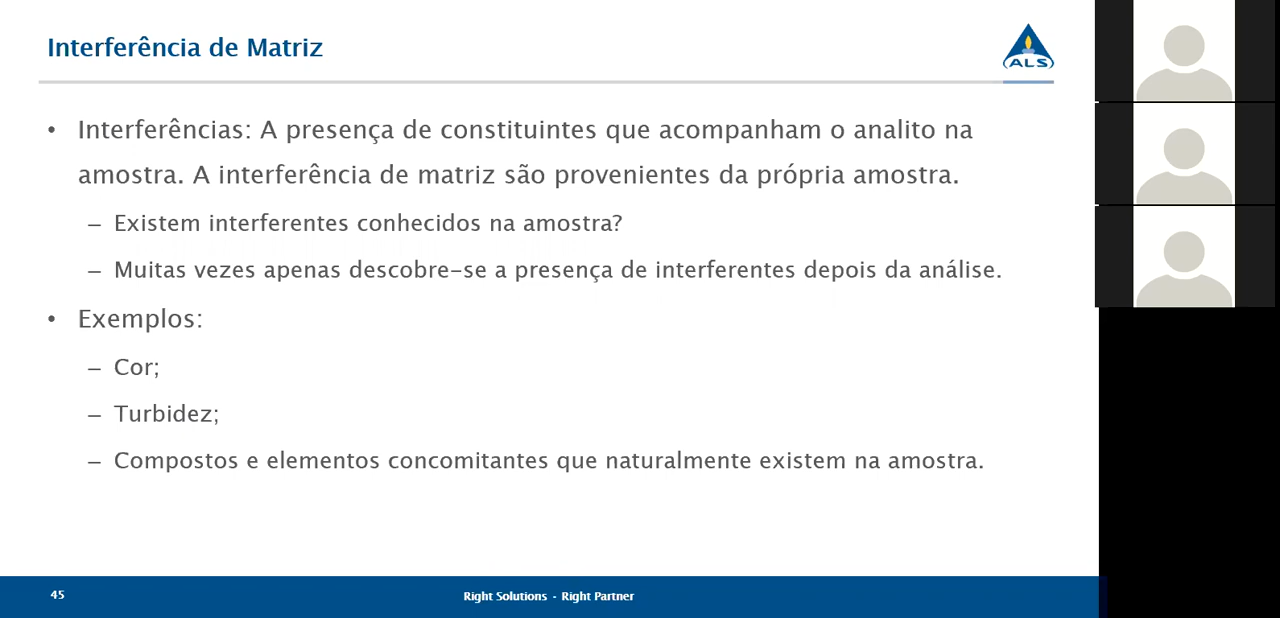 Interferência de Matriz
ALS
• Interferências: A presença de constituintes que acompanham o analito na
amostra. A interferência de matriz são provenientes da própria amostra.
– Existem interferentes conhecidos na amostra?
– Muitas vezes apenas descobre-se a presença de interferentes depois da análise.
• Exemplos:
– Cor;
– Turbidez;
– Compostos e elementos concomitantes que naturalmente existem na amostra.
45
Right Solutions - Right Partner